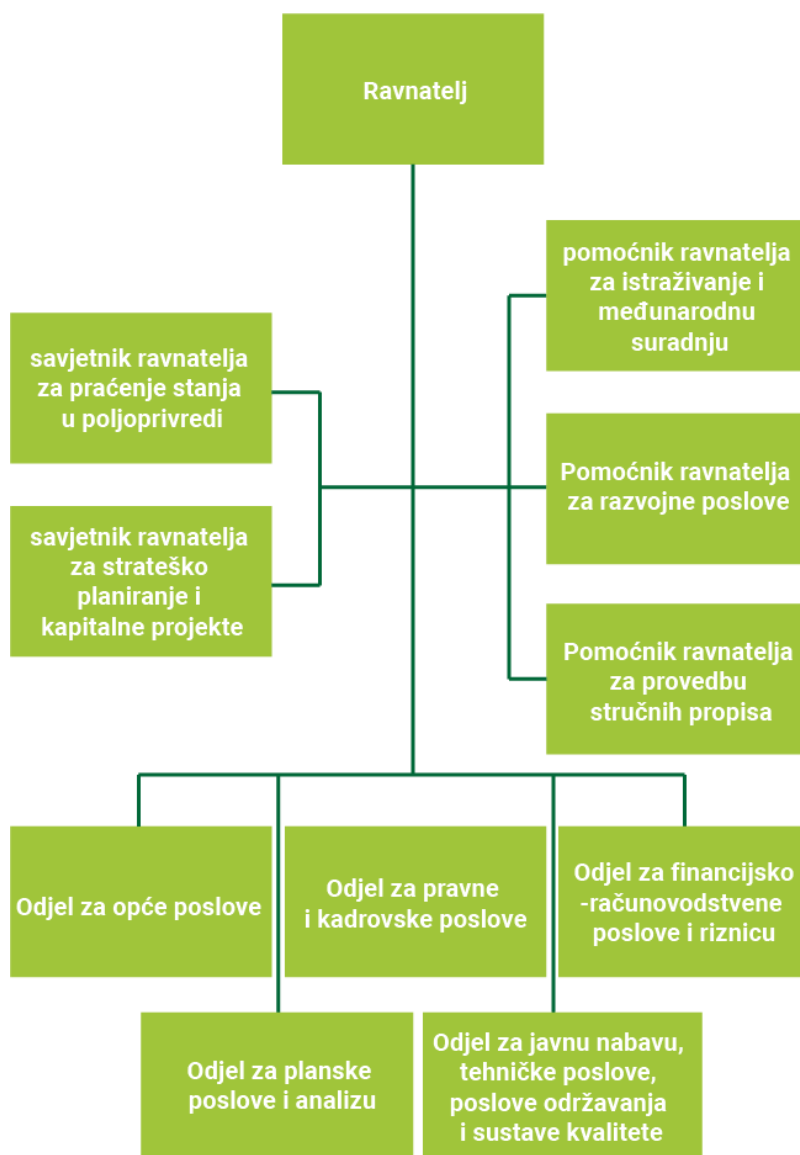 Ravnatelj
pomoćnik ravnatelja
za istraživanje i
međunarodnu
suradnju
savjetnik ravnatelja
za praćenje stanja
u poljoprivredi
Pomoćnik ravnatelja
za razvojne poslove
savjetnik ravnatelja
za strateško
planiranje i
kapitalne projekte
Pomoćnik ravnatelja
za provedbu
stručnih propisa
Odjel za opće poslove
Odjel za pravne
i kadrovske poslove
Odjel za financijsko
-računovodstvene
poslove i riznicu
Odjel za planske
poslove i analizu
Odjel za javnu nabavu,
tehničke poslove,
poslove održavanja
i sustave kvalitete